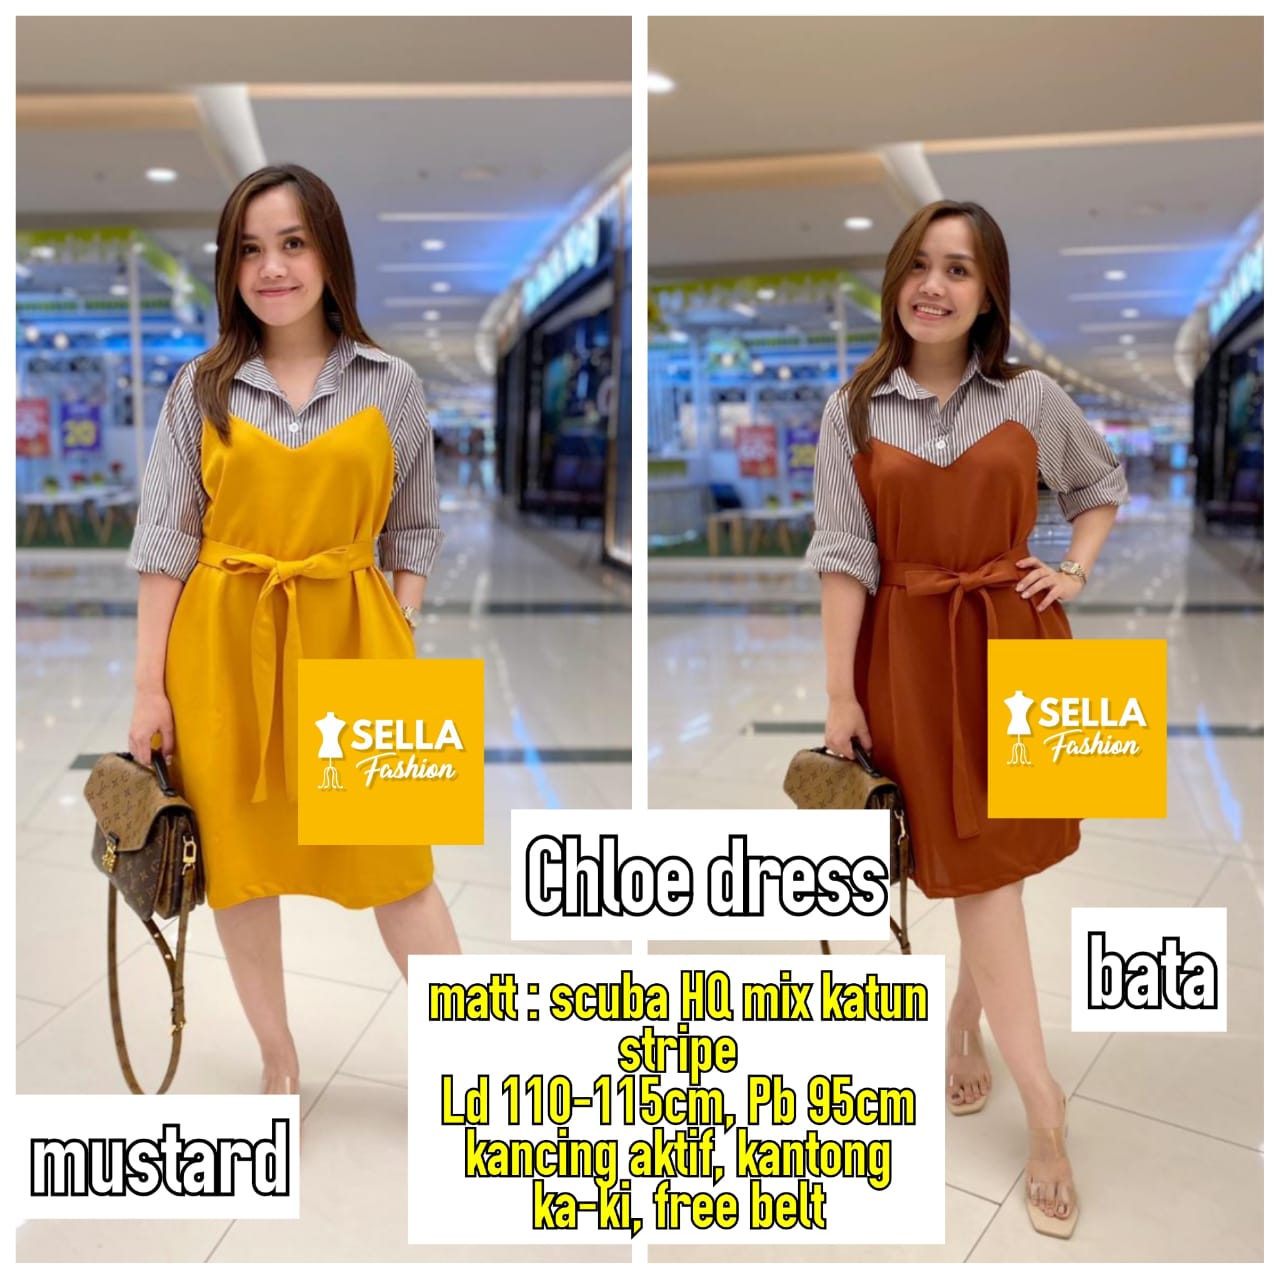 SELLA
Fashion
SELLA
Fashion
Chloe dress
bata
matt : scuba HQ mix katun
stripe
Ld 110-115cm, Pb 95cm
kancing aktif, kantong
ka-ki, free belt
mustard
20